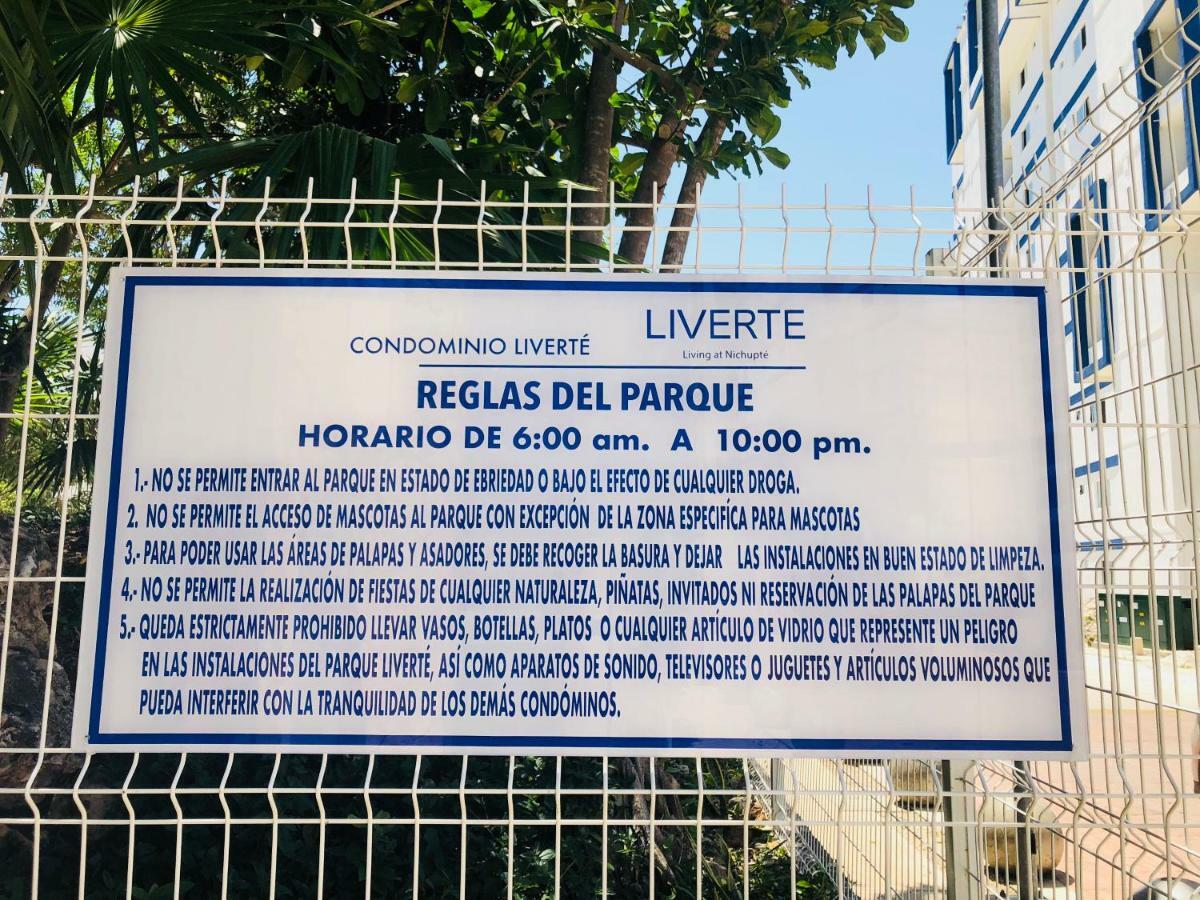 CONDOMINIO LIVERTÉ
LIVERTE
Living at Nichupté
REGLAS DEL PARQUE
HORARIO DE 6:00 am. A 10:00 pm.
1.- NO SE PERMITE ENTRAR AL PARQUE EN ESTADO DE EBRIEDAD O BAJO EL EFECTO DE CUALQUIER DROGA.
2. NO SE PERMITE EL ACCESO DE MASCOTAS AL PARQUE CON EXCEPCIÓN DE LA ZONA ESPECIFÍCA PARA MASCOTAS
3.- PARA PODER USAR LAS ÁREAS DE PALAPAS Y ASADORES, SE DEBE RECOGER LA BASURA Y DEJAR LAS INSTALACIONES EN BUEN ESTADO DE LIMPEZA.
4,- NO SE PERMITE LA REALIZACIÓN DE FIESTAS DE CUALQUIER NATURALEZA, PIÑATAS, INVITADOS NI RESERVACIÓN DE LAS PALAPAS DEL PARQUE
5.- QUEDA ESTRICTAMENTE PROHIBIDO LLEVAR VASOS, BOTELLAS, PLATOS O CUALQUIER ARTÍCULO DE VIDRIO QUE REPRESENTE UN PELIGRO
EN LAS INSTALACIONES DEL PARQUE LIVERTÉ, ASÍ COMO APARATOS DE SONIDO, TELEVISORES O JUGUETES Y ARTÍCULOS VOLUMINOSOS QUE
PUEDA INTERFERIR CON LA TRANQUILIDAD DE LOS DEMÁS CONDÓMINOS.